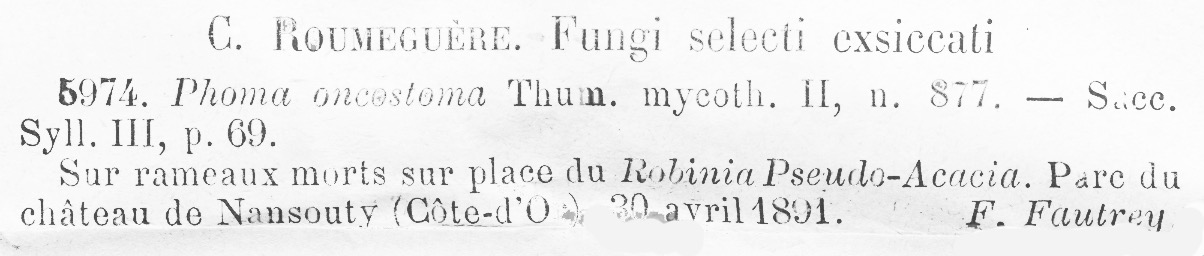 C. ROUMEGUÈRE. Fungi selecti exsiccati
5974. Phoma oncostoma Thum. mycoth. II, n. 877. — Sacc.
Syll. III, p. 69.
Sur rameaux morts sur place du Robinia Pseudo-Acacia. Parc du
château de Nansouty (Côte-d'O ), 30 avril 1891. F. Fautrey